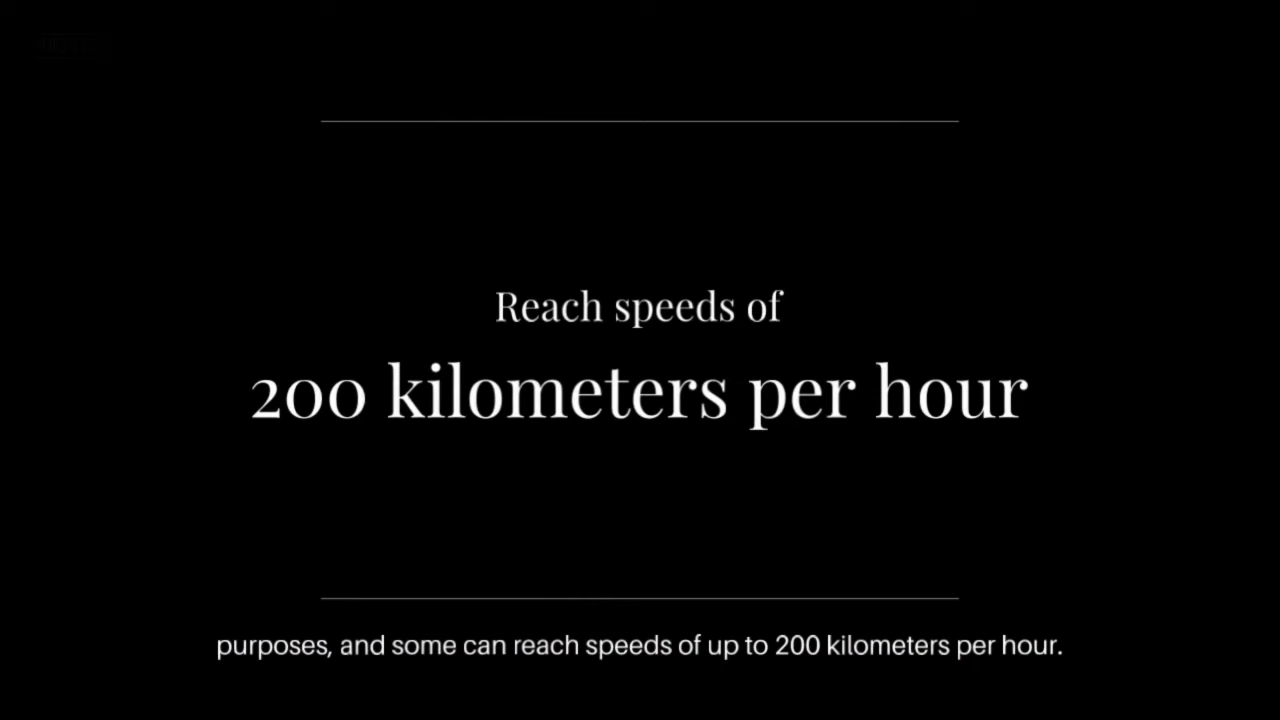 Reach speeds of
200 kilometers per hour
purposes, and some can reach speeds of up to 200 kilometers per hour.